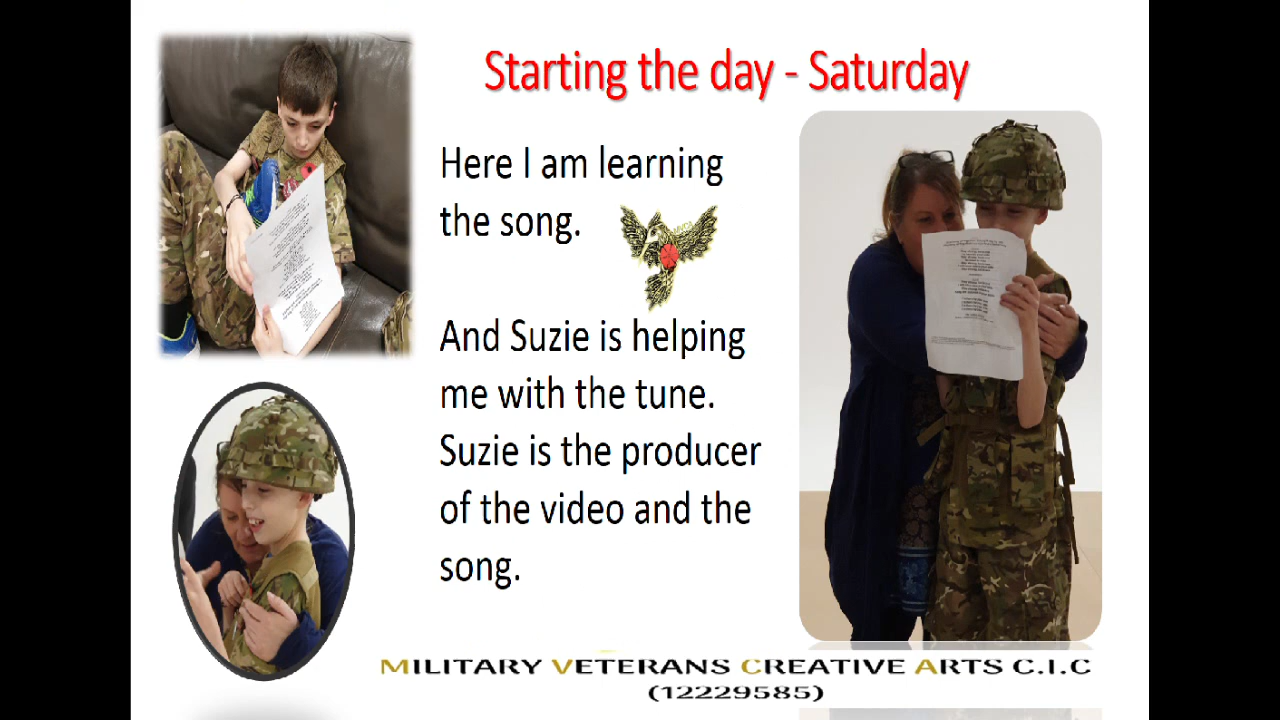 Starting the day - Saturday
Here I am learning
the song.
And Suzie is helping
me with the tune.
Suzie is the producer
of the video and the
song.
MILITARY VETERANS CREATIVE ARTS C.I.C
(12229585)